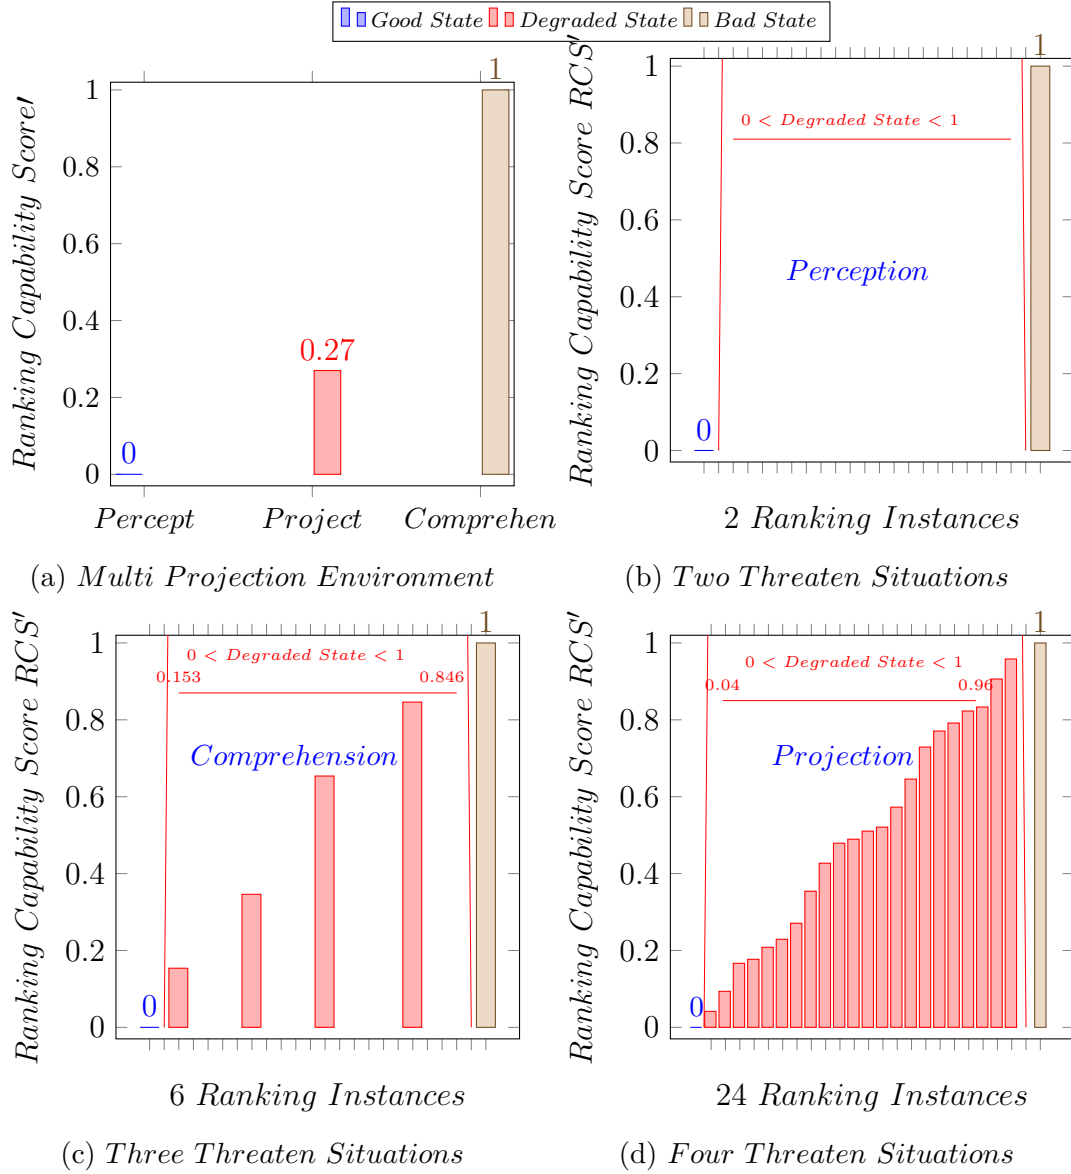 Good State Degraded State Bad State
Ranking Capability Score′
1
0.8
0.6
0.4
0.2
0
0
0.27
1
Percept Project Comprehen
(a) Multi Projection Environment
Ranking Capability Score RCS′
1
0.8
0.6
0.4
0.2
0
0
1
0 < Degraded State < 1
Perception
2 Ranking Instances
(b) Two Threaten Situations
Ranking Capability Score RCS′
1
0.8
0.6
0.4
0.2
0
0
1
0 < Degraded State < 1
0.153 0.846
Comprehension
6 Ranking Instances
(c) Three Threaten Situations
Ranking Capability Score RCS′
1
0.8
0.6
0.4
0.2
0
0
1
0 < Degraded State < 1
0.04 0.96
Projection
24 Ranking Instances
(d) Four Threaten Situations